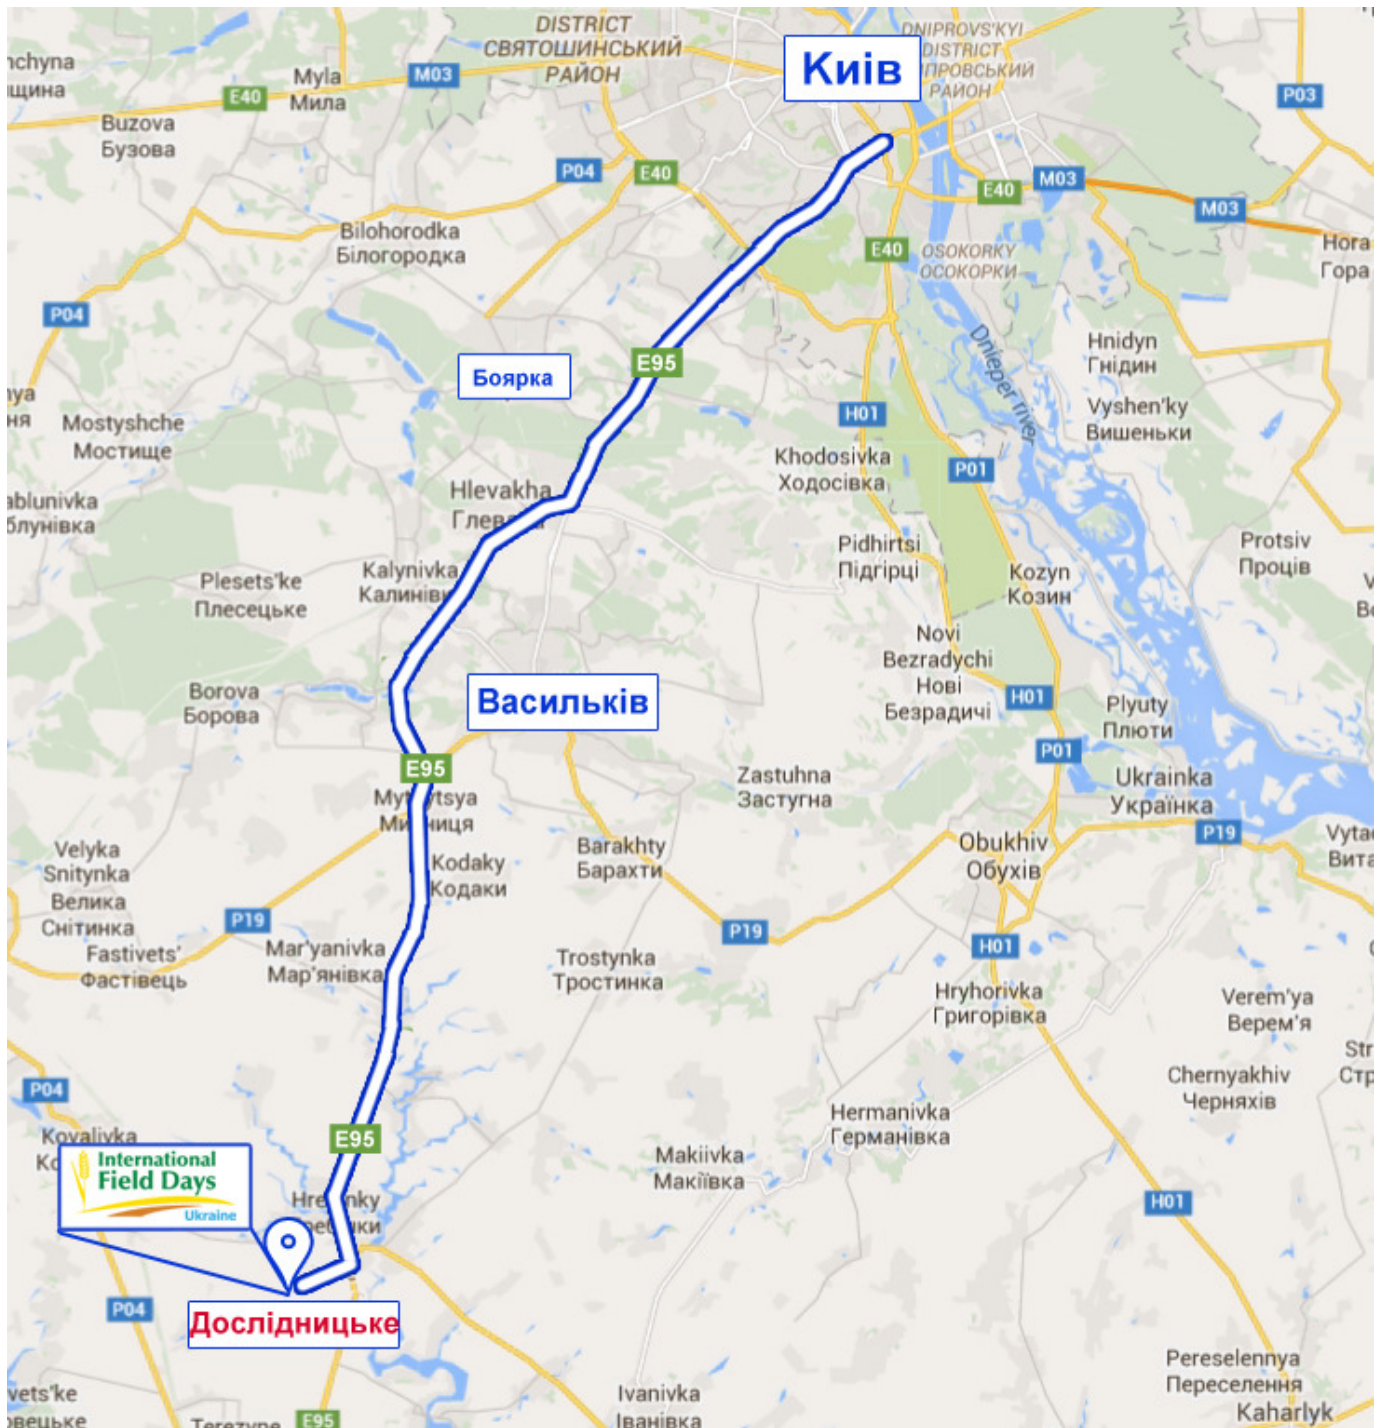 DISTRICT
СВЯТОШИНСЬКИЙ
РАЙОН
DNIPROVS'KYI
DISTRICT
РАЙОН
Київ
M03
E40
P03
Myla
Мила
Buzova
Бузова
P04
E40
E40
M03
M03
Bilohorodka
Білогородка
E40
OSOKORKY
ОСОКОРКИ
Hora
Гора
P04
Dnieper river
Hnidyn
Гнідин
E95
Боярка
Vyshen'ky
Вишеньки
H01
Mostyshche
Мостище
Khodosivka
Ходосівка
P01
Hlevakha
Pidhirtsi
Підгірці
Protsiv
Проців
Plesets'ke
Плесецьке
Kalynivka
Kozyn
Козин
Novi
Bezradychi
Нові
Безрадичі
Borova
Борова
Васильків
H01
Plyuty
Плюти
P01
E95
Zastuhna
Застугна
Ukrainka
Українка
P19
Obukhiv
Обухів
Barakhty
Барахти
Velyka
Snitynka
Велика
Снітинка
Kodaky
Кодаки
P19
P19
H01
Fastivets'
Фастівець
Mar'yanivka
Мар'янівка
Trostynka
Тростинка
Hryhorivka
Григорівка
Verem'ya
Верем'я
P04
Chernyakhiv
Черняхів
Hermanivka
Германівка
Kovalivka
E95
Makiivka
Макіївка
International
Field Days
Ukraine
H01
P04
Дослідницьке
Pereselennya
Переселення
Ivanivka
Іванівка
Kaharlyk
E95